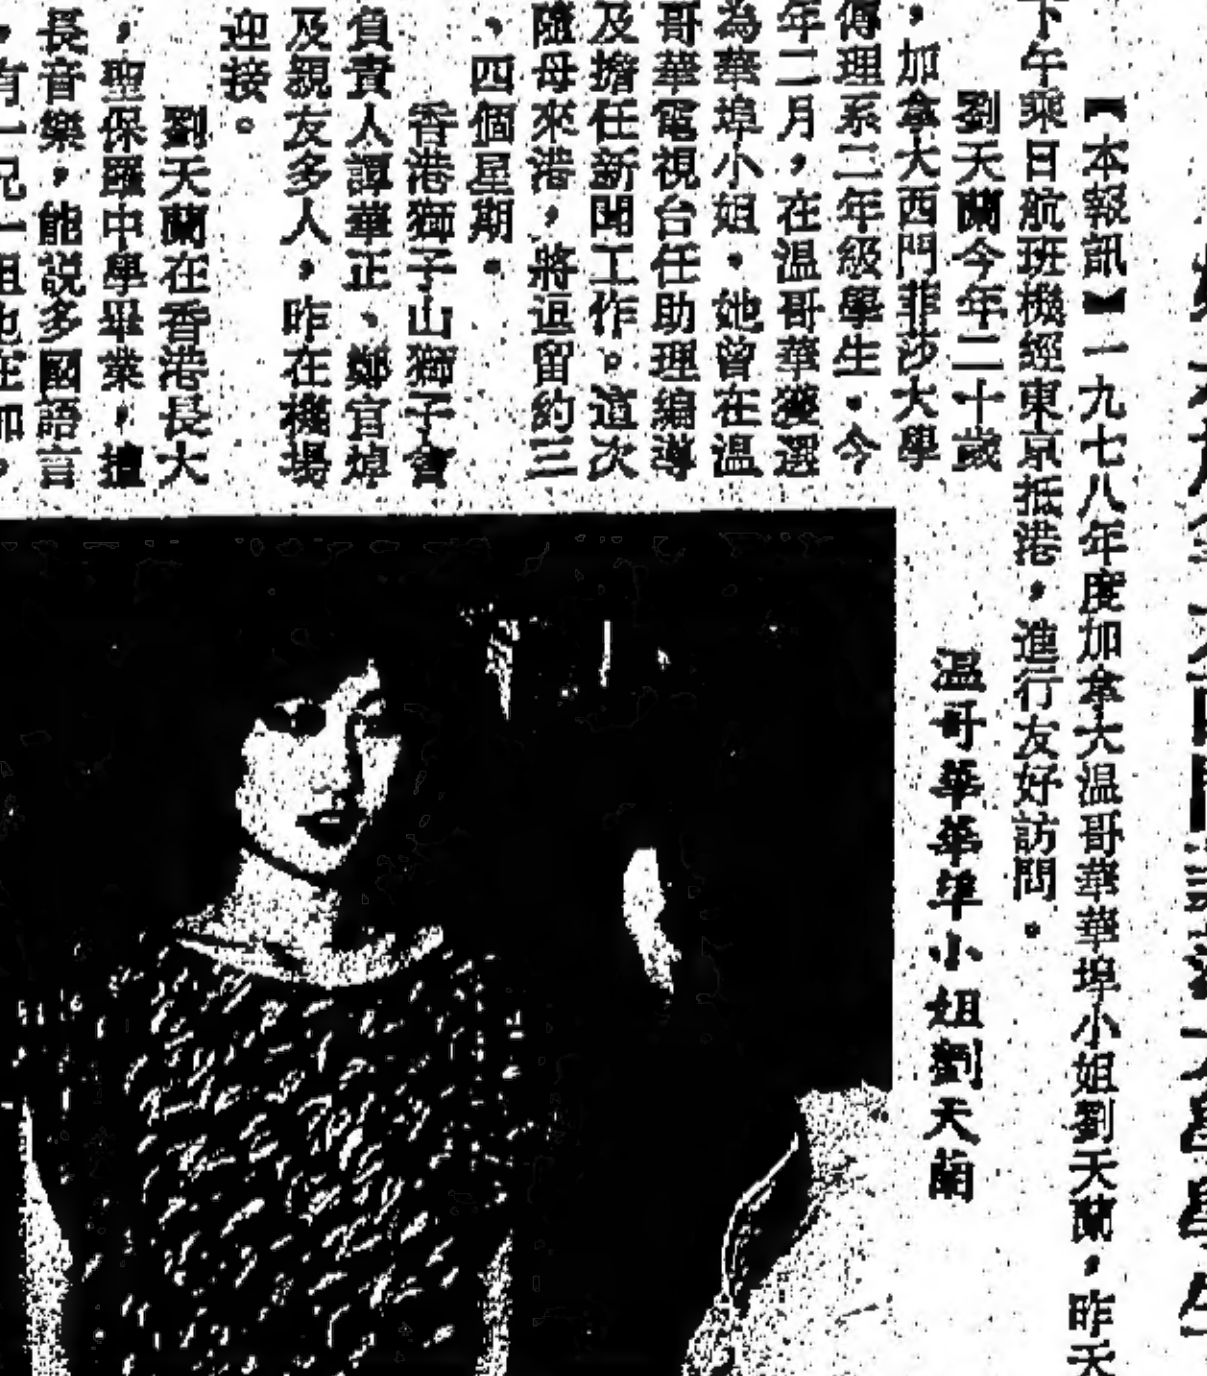 【本報訊】一九七八年度加拿大温哥華華埠小姐劉天蘭，昨天
下午乘日航班機經東京抵港，進行友好訪問。
劉天蘭今年二十歲
，加拿大西門菲沙大學
傳理系二年級學生。今
年二月，在温哥華獲選
為華埠小姐。她曾在温
哥華電視台任助理編導
及擔任新聞工作。這次
隨母來港，將逗留約三
、四個星期。
香港獅子山獅子會
負責人譚華正、鄭官焯
及親友多人，昨在機場
迎接。
劉天蘭在香港長大
，聖保羅中學畢業，擅
長音樂，能説多國語言
温哥華華埠小姐劉天蘭